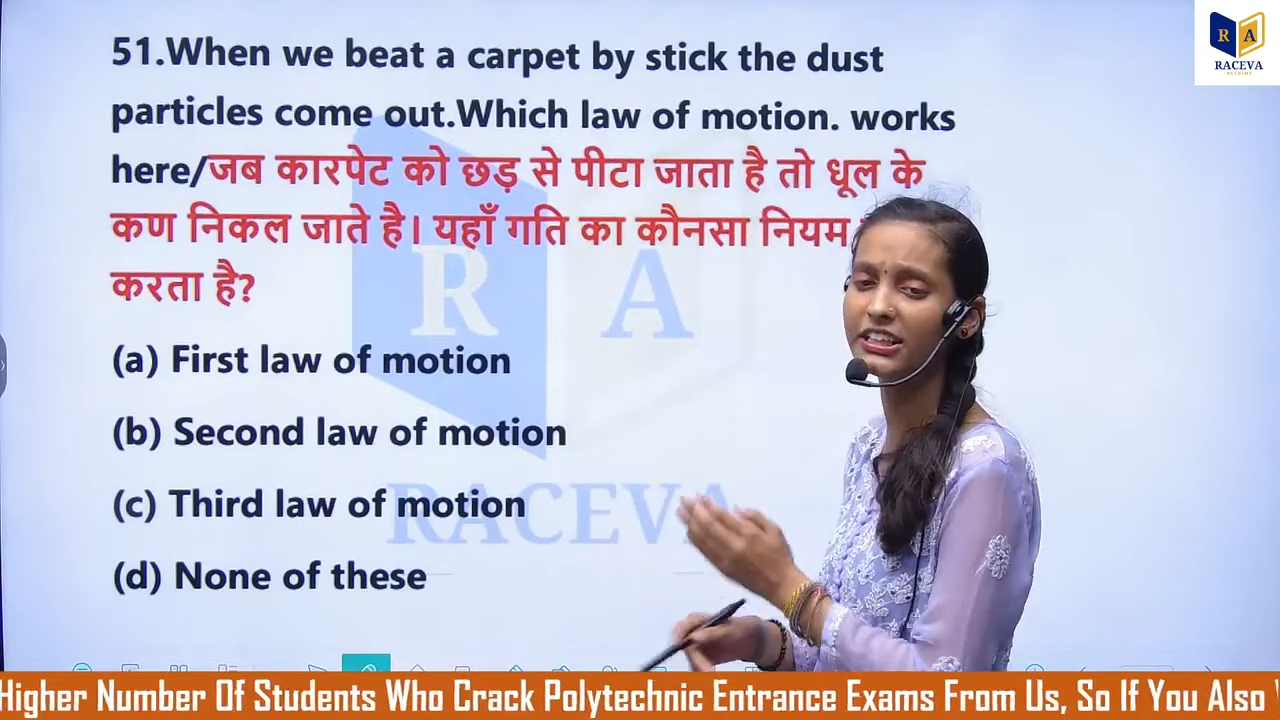 51.When we beat a carpet by stick the dust
particles come out.Which law of motion. works
here/जब कारपेट को छड़ से पीटा जाता है तो धूल के
कण निकल जाते है। यहाँ गति का कौनसा नियम
करता है?
(a) First law of motion
(b) Second law of motion
(c) Third law of motion
(d) None of these
R A
RACEVA
R A
RACEVA
ACADEMY
Higher Number Of Students Who Crack Polytechnic Entrance Exams From Us, So If You Also